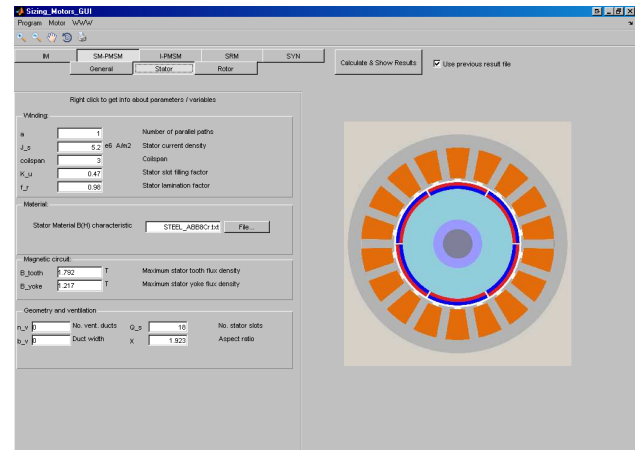 Sizing_Motors_GUI
Program Motor WWW
IM SM-PMSM I-PMSM SRM SYN
General Stator Rotor
Calculate & Show Results
Use previous result file
Right click to get info about parameters / variables
Winding:
a 1 Number of parallel paths
J_s 5.2 e6 A/m2 Stator current density
coilspan 3 Coilspan
K_u 0.47 Stator slot filling factor
f_r 0.96 Stator lamination factor
Material:
Stator Material B(H) characteristic STEEL_ABB8Cr.txt File...
Magnetic circuit:
B_tooth 1.792 T Maximum stator tooth flux density
B_yoke 1.217 T Maximum stator yoke flux density
Geometry and ventilation
n_v 0 No. vent. ducts Q_s 18 No. stator slots
b_v 0 Duct width X 1.923 Aspect ratio